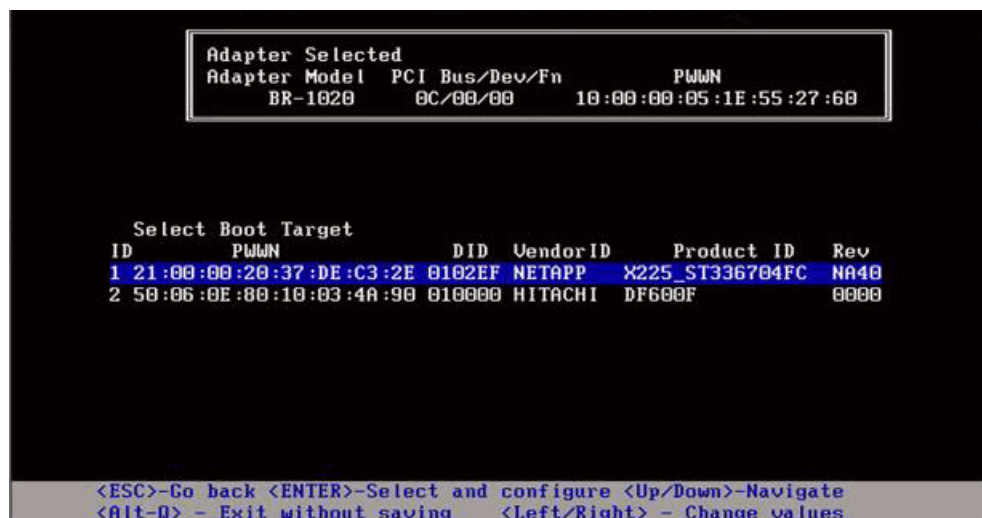 Adapter Selected
Adapter Model PCI Bus/Dev/Fn PWWN
BR-1020 0C/00/00 10:00:00:05:1E:55:27:60
Select Boot Target
ID PWWN DID VendorID Product ID Rev
1 21:00:00:20:37:DE:C3:2E 0102EF NETAPP X225_ST336704FC NA40
2 50:06:0E:80:10:03:4A:90 010000 HITACHI DF600F 0000
<ESC>-Go back <ENTER>-Select and configure <Up/Down>-Navigate
<Alt-Q> - Exit without saving <Left/Right> - Change values